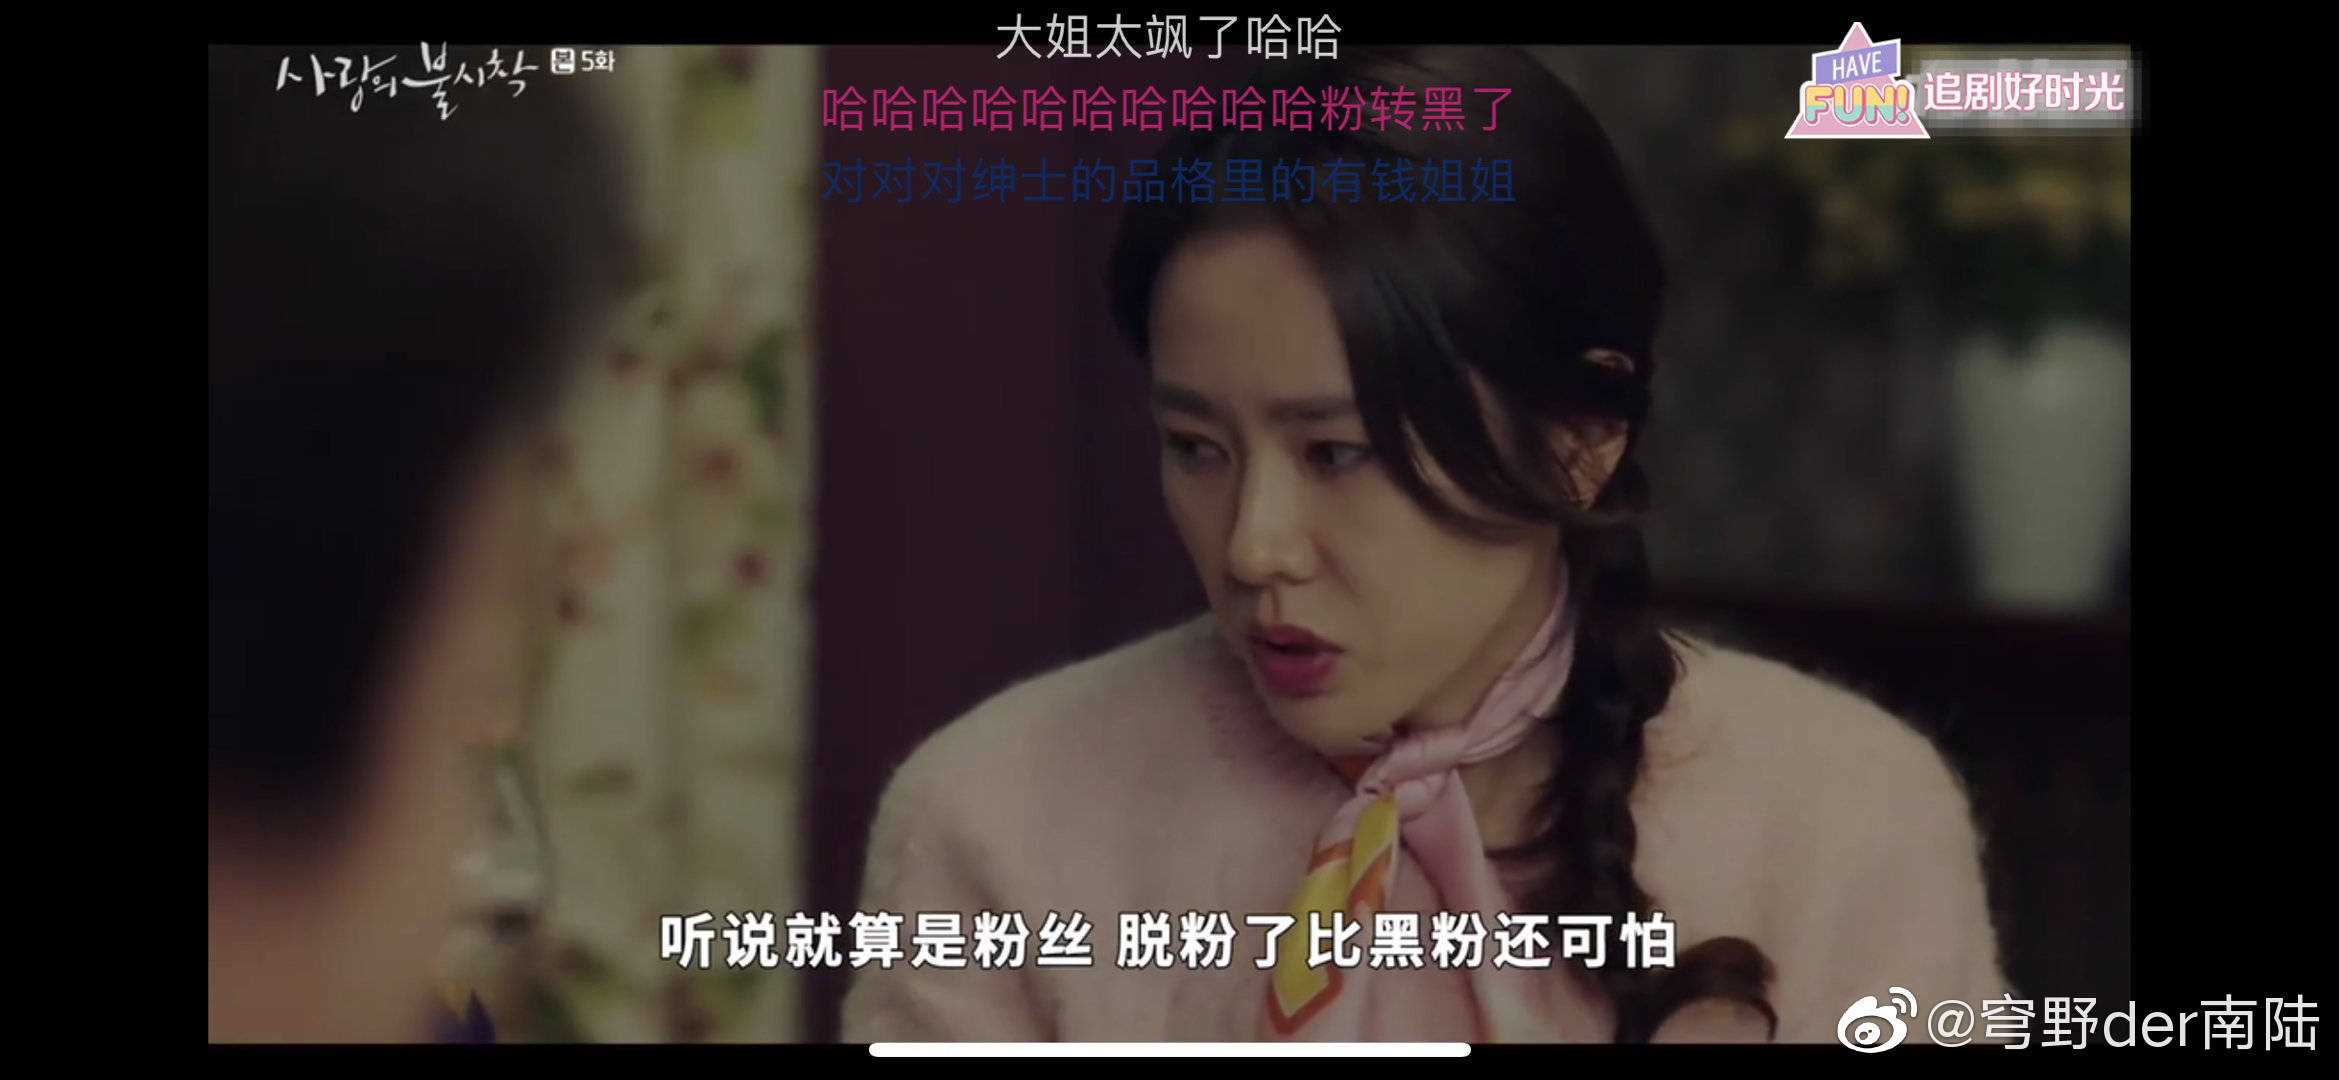 大姐太飒了哈哈
사랑의 불시착 본 5화
HAVE
FUN!
追剧好时光
哈哈哈哈哈哈哈哈哈哈粉转黑了
对对对绅士的品格里的有钱姐姐
听说就算是粉丝 脱粉了比黑粉还可怕
@穹野der南陆